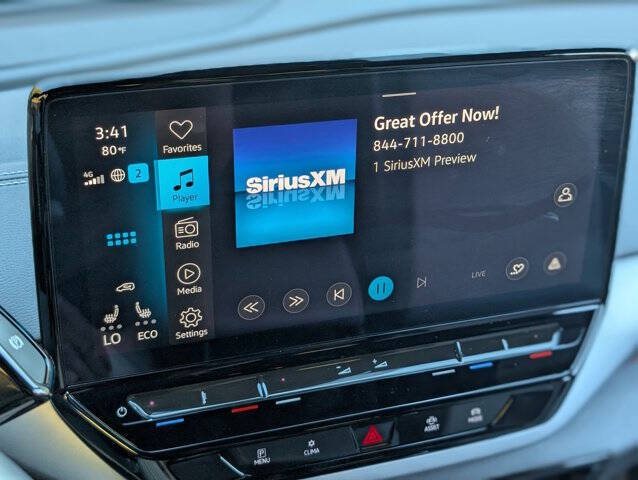 3:41
80°F
4G
2
Favorites
Player
Radio
Media
Settings
LO
ECO
SiriusXM
Great Offer Now!
844-711-8800
1 SiriusXM Preview
LIVE
P
MENU
CLIMA
ASSIST
MODE